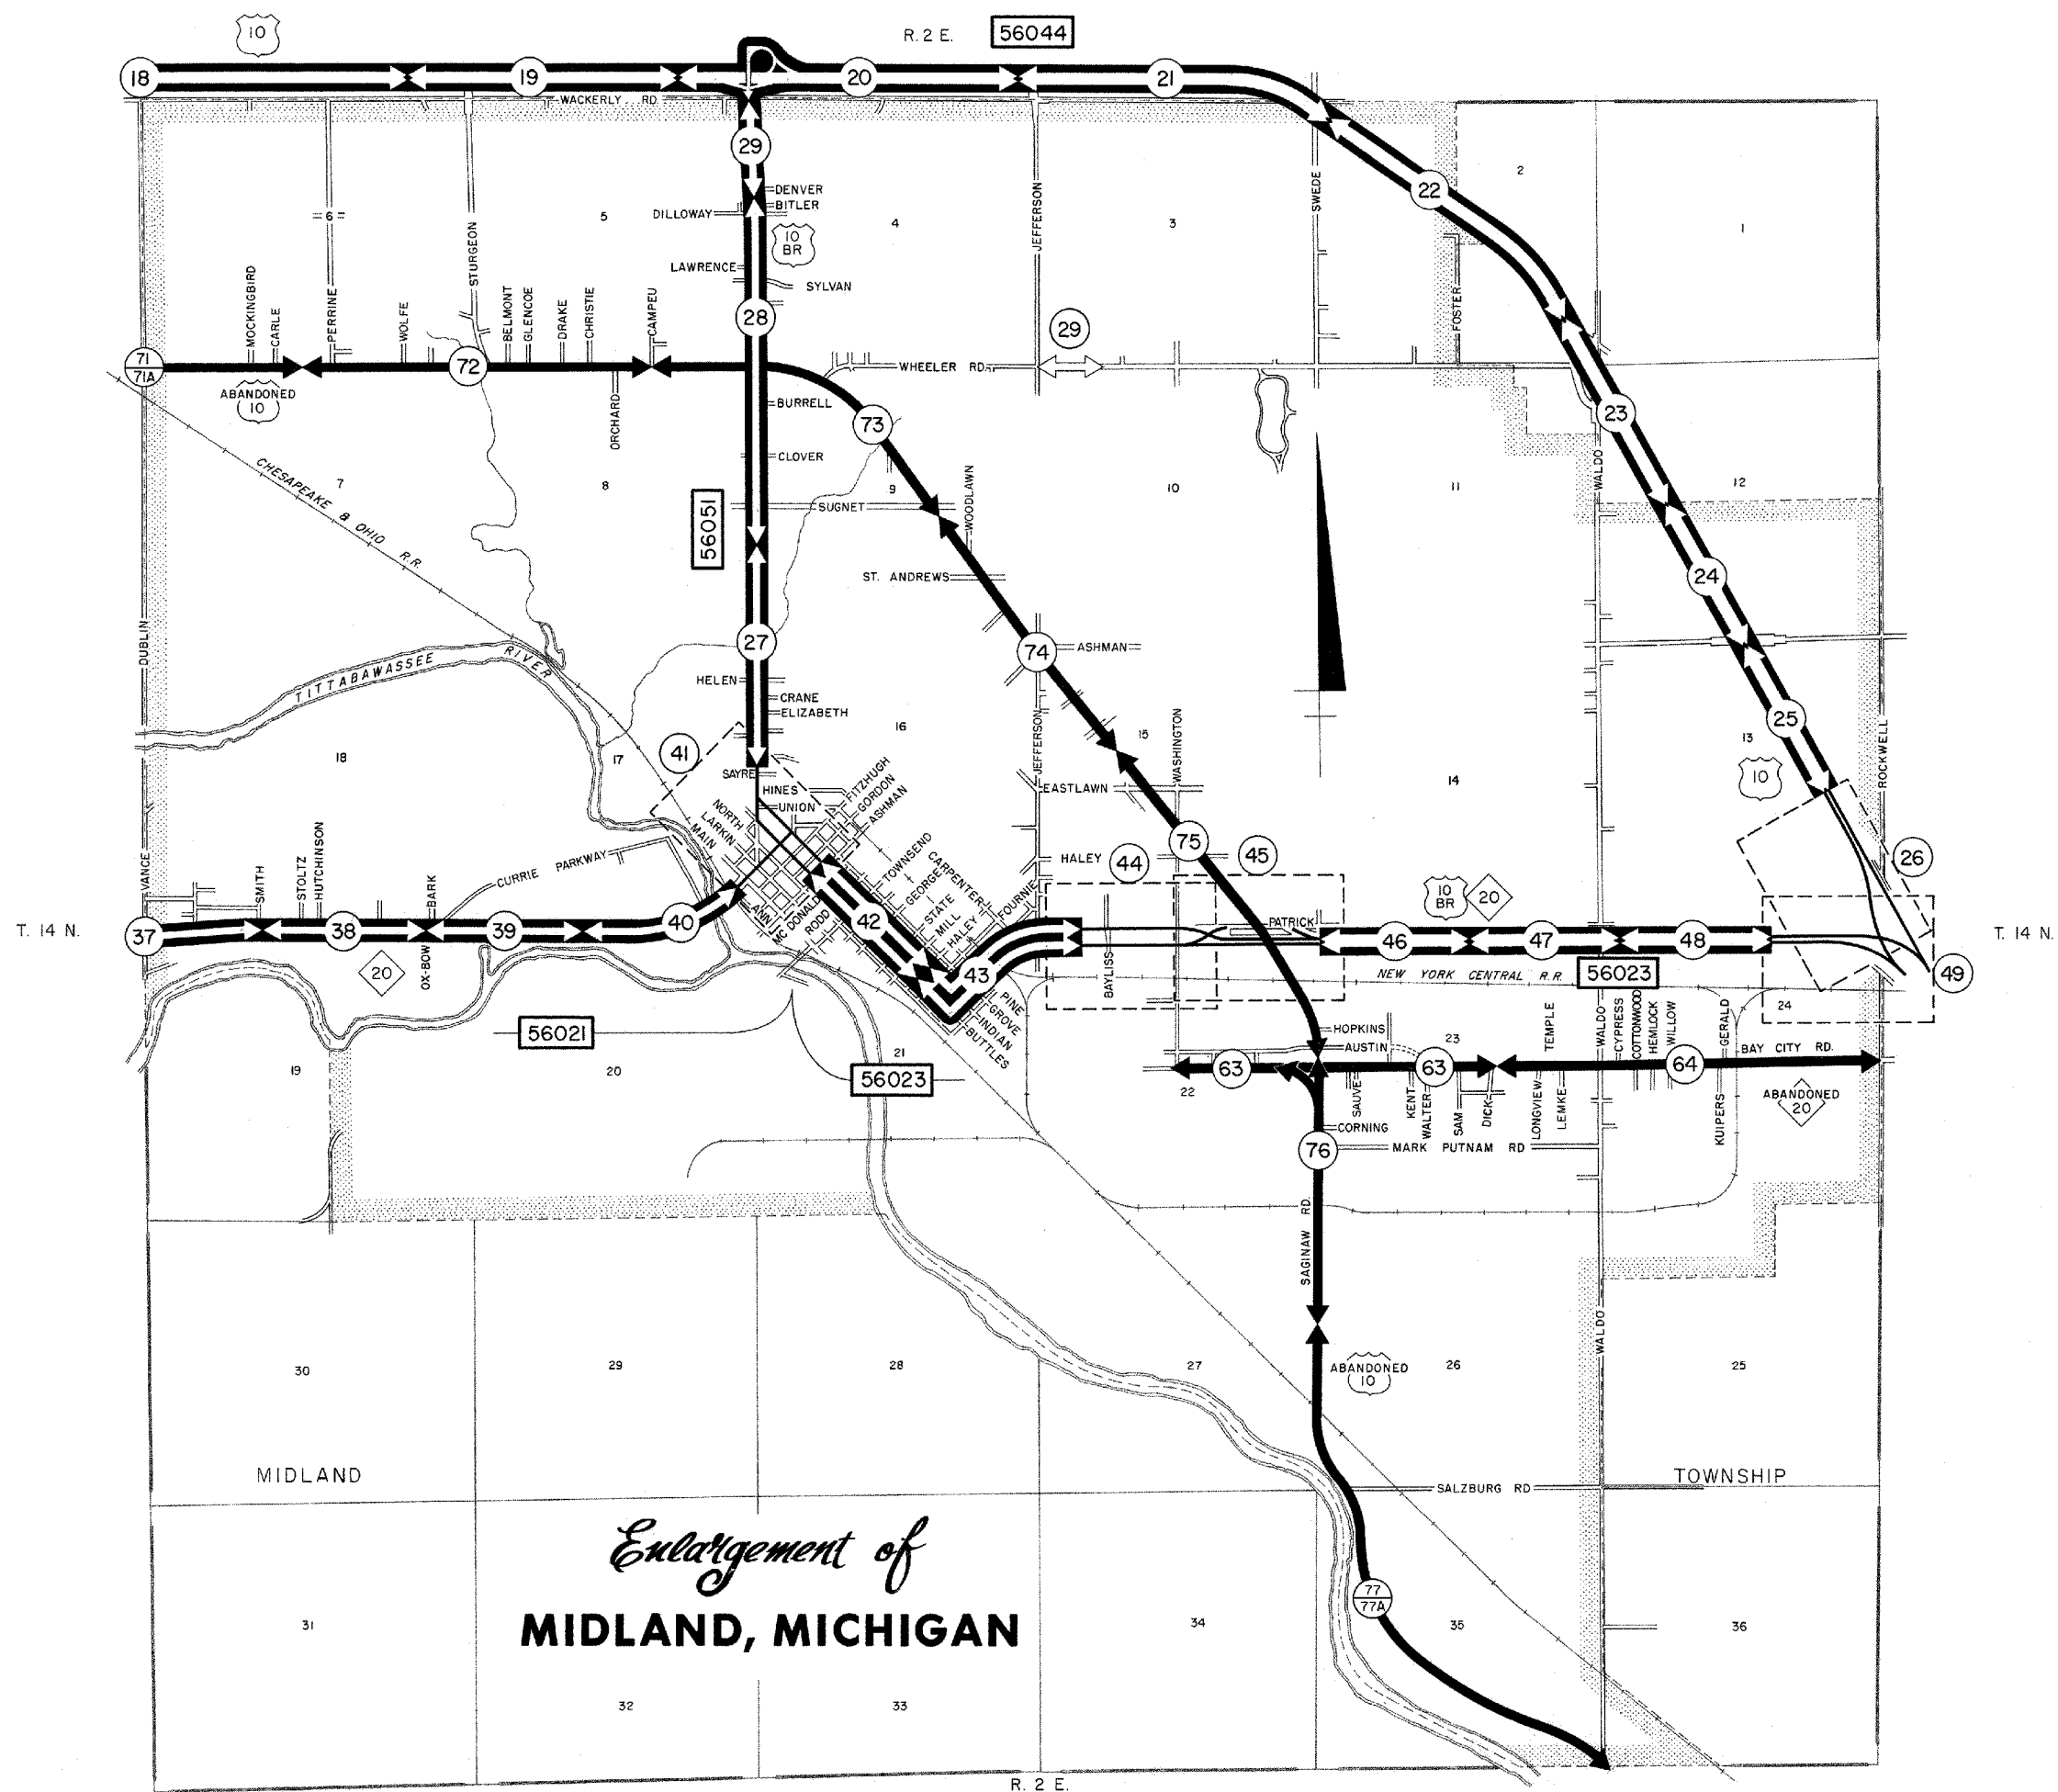 10
R. 2 E.
56044
18
19
20
21
WACKERLY RD.
29
22
2
1
DENVER
BITLER
DILLOWAY
=6=
5
4
3
JEFFERSON
SWEDE
STURGEON
10
BR
LAWRENCE
SYLVAN
MOCKINGBIRD
CARLE
PERRINE
WOLFE
BELMONT
GLENCOE
DRAKE
CHRISTIE
CAMPEU
28
29
FOSTER
71
71A
72
WHEELER RD.
ABANDONED
10
ORCHARD
BURRELL
73
23
CLOVER
CHESAPEAKE & OHIO R.R.
7
8
9
10
11
12
WALDO
56051
SUGNET
WOODLAWN
ST. ANDREWS
24
DUBLIN
27
TITTABAWASSEE RIVER
74
ASHMAN
HELEN
CRANE
ELIZABETH
25
18
17
16
15
14
13
JEFFERSON
WASHINGTON
ROCKWELL
41
10
SAYRE
HINES
UNION
FITZHUGH
GORDON
ASHMAN
EASTLAWN
NORTH
LARKIN
MAIN
TOWNSEND
GEORGE
CARPENTER
STATE
MILL
HALEY
FOURNIE
75
HALEY
44
45
26
VANCE
SMITH
STOLTZ
HUTCHINSON
BARK
CURRIE PARKWAY
ANN
MC DONALD
RODD
10
BR
20
PATRICK
T. 14 N.
37
38
39
40
42
43
46
47
48
T. 14 N.
20
OX-BOW
BAYLISS
NEW YORK CENTRAL R.R.
56023
49
PINE
GROVE
INDIAN
BUTTLES
24
56021
HOPKINS
AUSTIN
23
TEMPLE
WALDO
CYPRESS
COTTONWOOD
HEMLOCK
WILLOW
GERALD
BAY CITY RD.
21
19
20
56023
63
63
64
22
SAUVE
KENT
WALTER
SAM
DICK
LONGVIEW
LEMKE
KUIPERS
ABANDONED
20
CORNING
76
MARK PUTNAM RD
SAGINAW RD.
WALDO
30
29
28
27
ABANDONED
10
26
25
MIDLAND
TOWNSHIP
SALZBURG RD
Enlargement of
MIDLAND, MICHIGAN
77
77A
31
34
35
36
32
33
R. 2 E.